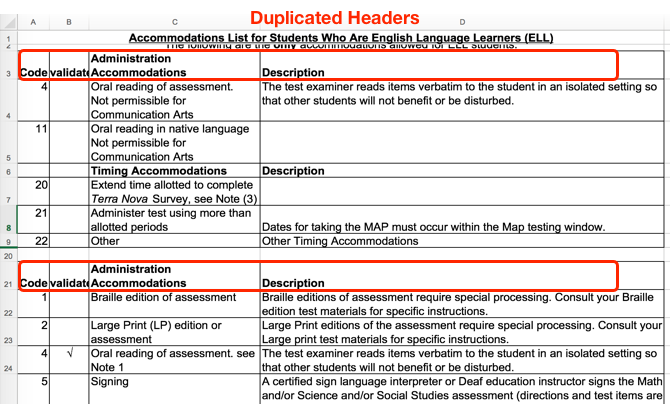 Duplicated Headers
A B C D
1 Accommodations List for Students Who Are English Language Learners (ELL)
2 The following are the only accommodations allowed for ELL students.
Administration
3 Code validate Accommodations Description
4 Oral reading of assessment. The test examiner reads items verbatim to the student in an isolated setting so
Not permissible for that other students will not benefit or be disturbed.
4 Communication Arts
11 Oral reading in native language
Not permissible for
5 Communication Arts
6 Timing Accommodations Description
20 Extend time allotted to complete
7 Terra Nova Survey, see Note (3)
21 Administer test using more than
8 allotted periods Dates for taking the MAP must occur within the Map testing window.
9 22 Other Other Timing Accommodations
20
Administration
21 Code validate Accommodations Description
1 Braille edition of assessment Braille editions of assessment require special processing. Consult your Braille
22 edition test materials for specific instructions.
2 Large Print (LP) edition or Large Print editions of the assessment require special processing. Consult your
23 assessment Large print test materials for specific instructions.
4 √ Oral reading of assessment. see The test examiner reads items verbatim to the student in an isolated setting so
24 Note 1 that other students will not benefit or be disturbed.
5 Signing A certified sign language interpreter or Deaf education instructor signs the Math
and/or Science and/or Social Studies assessment (directions and test items are